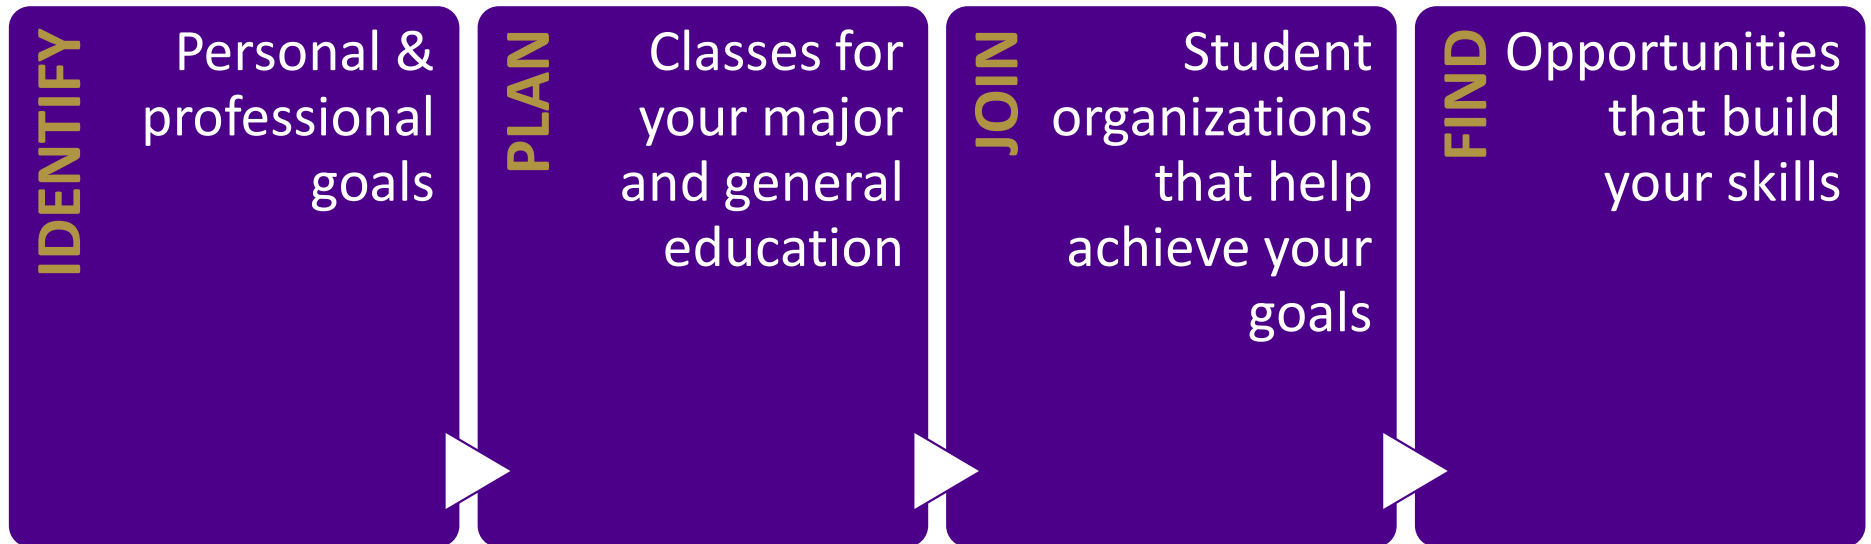 IDENTIFY
Personal &
professional
goals
PLAN
Classes for
your major
and general
education
JOIN
Student
organizations
that help
achieve your
goals
FIND
Opportunities
that build
your skills